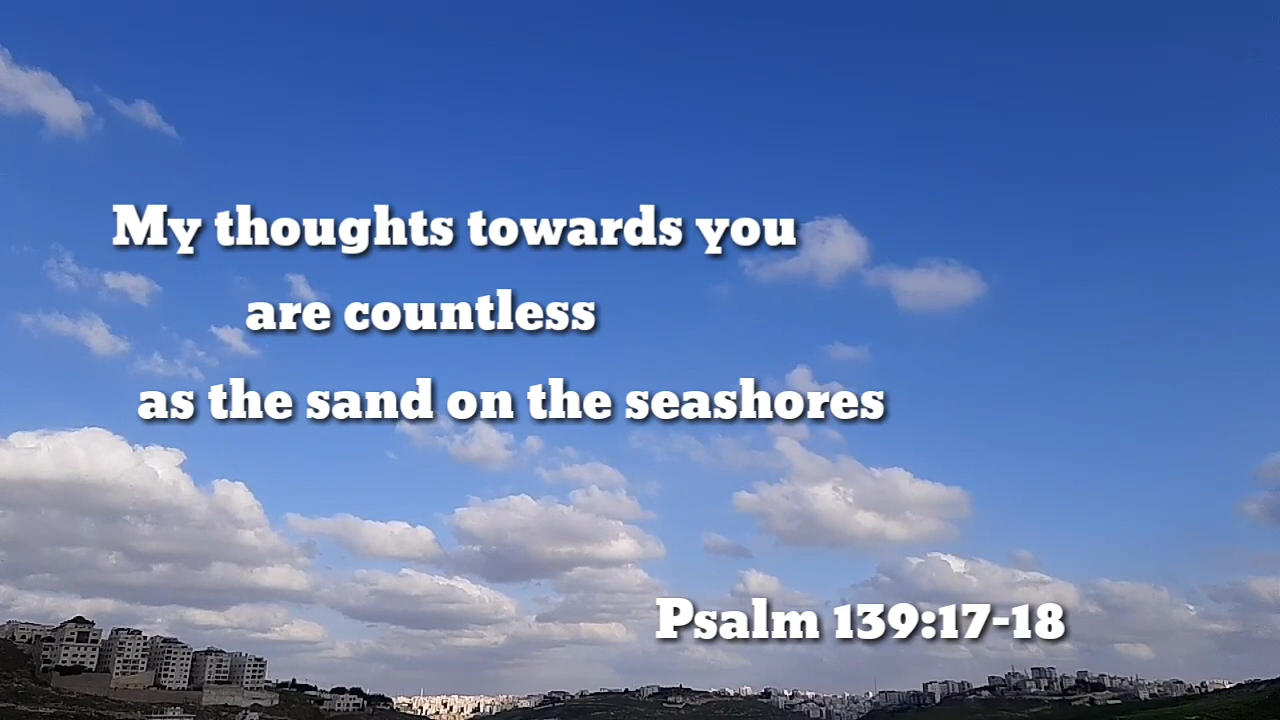 My thoughts towards you
are countless
as the sand on the seashores
Psalm 139:17-18